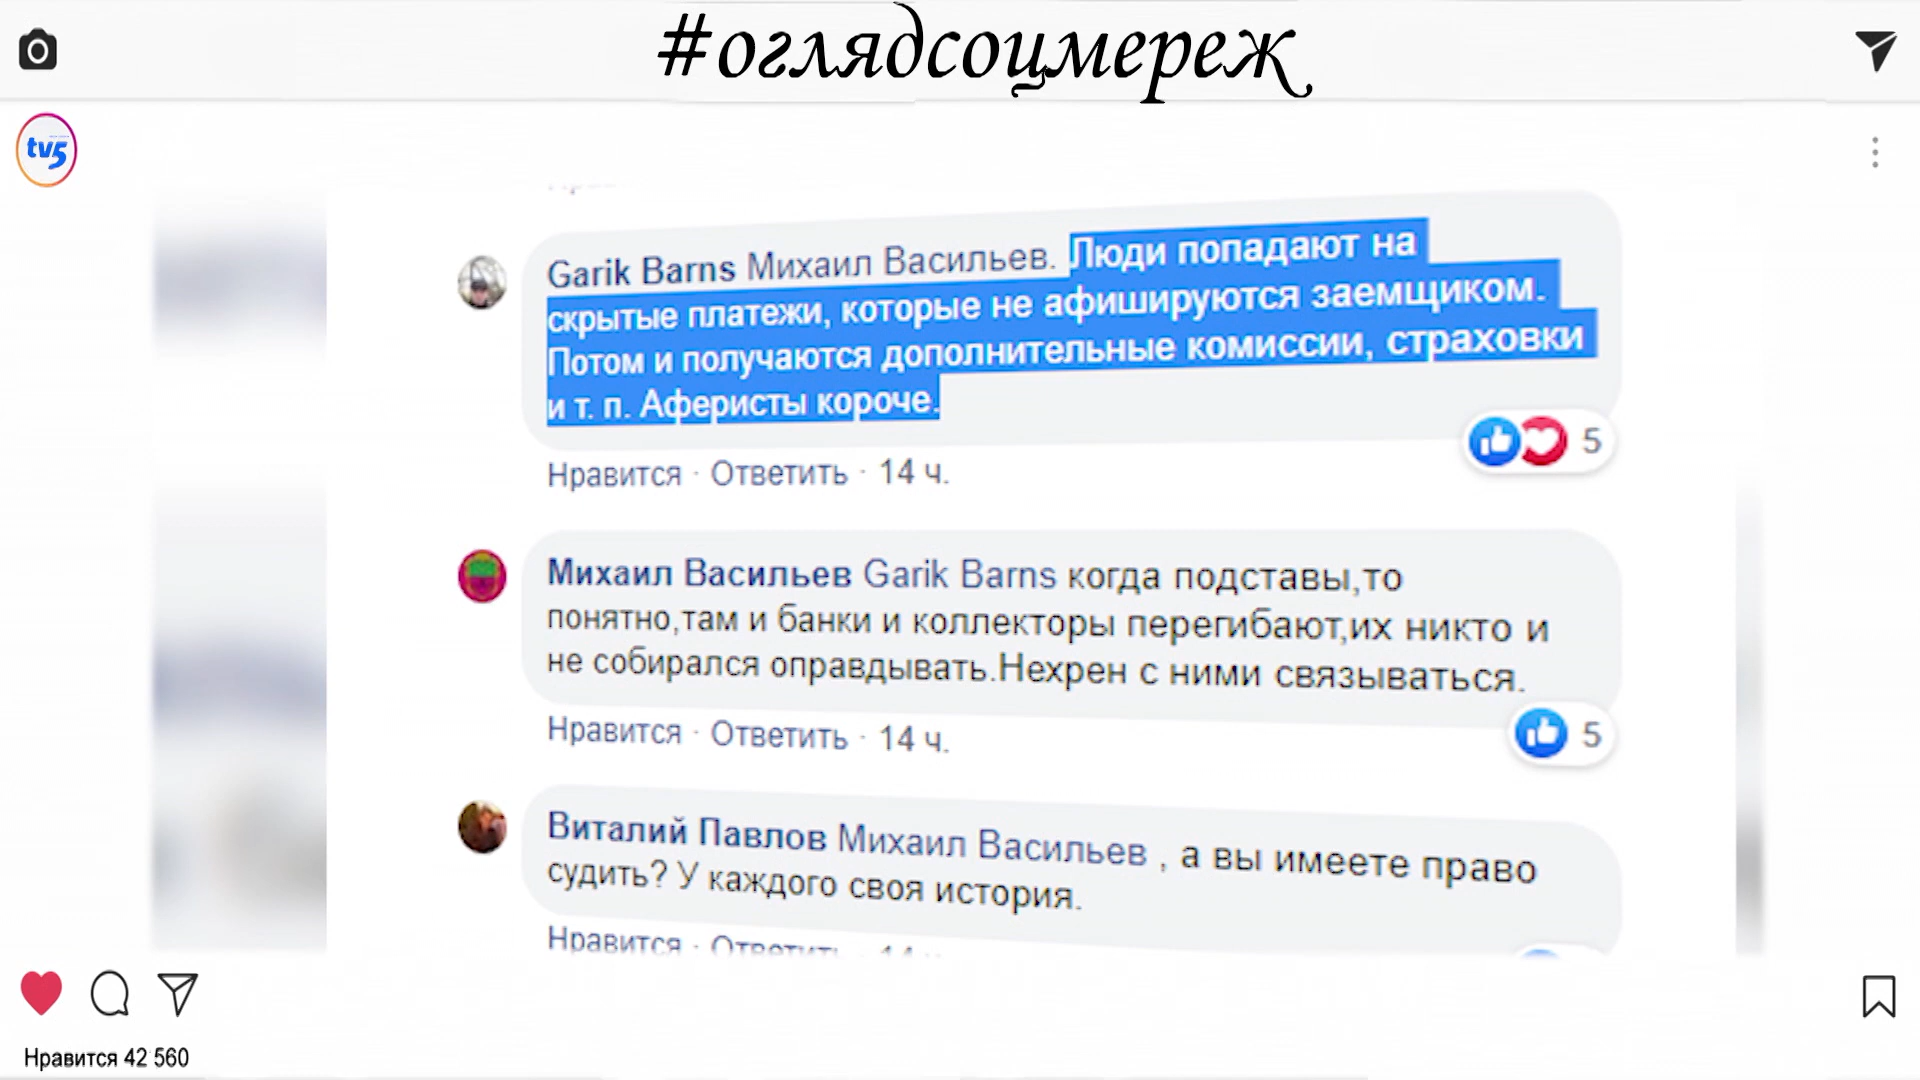 #оглядсоцмереж
tv5
Garik Barns Михаил Васильев. Люди попадают на
скрытые платежи, которые не афишируются заемщиком.
Потом и получаются дополнительные комиссии, страховки
и т. п. Аферисты короче.
5
Нравится · Ответить · 14 ч.
Михаил Васильев Garik Barns когда подставы,то
понятно,там и банки и коллекторы перегибают,их никто и
не собирался оправдывать.Нехрен с ними связываться.
Нравится · Ответить · 14 ч.
5
Виталий Павлов Михаил Васильев , а вы имеете право
судить? У каждого своя история.
Нравится · Ответить · 14 ч.
Нравится 42 560